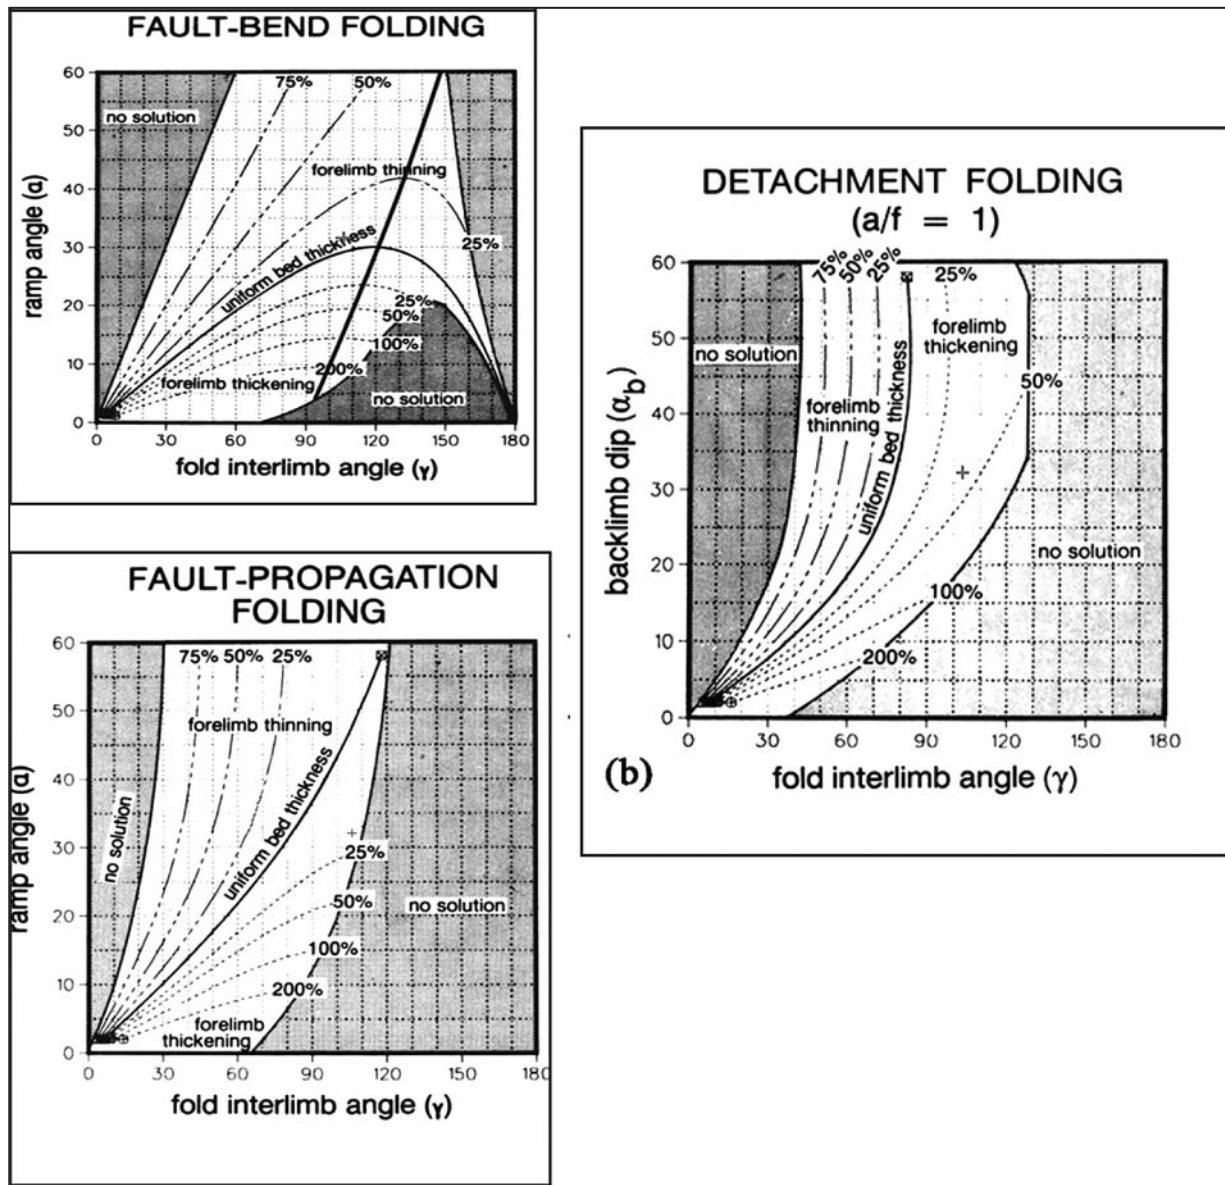 FAULT-BEND FOLDING
60
50
40
30
20
10
0
ramp angle (α)
no solution
75%
50%
forelimb thinning
25%
uniform bed thickness
25%
50%
100%
200%
forelimb thickening
no solution
0 30 60 90 120 150 180
fold interlimb angle (γ)
FAULT-PROPAGATION
FOLDING
60
50
40
30
20
10
0
ramp angle (α)
75% 50% 25%
forelimb thinning
no solution
uniform bed thickness
25%
50%
no solution
100%
200%
forelimb
thickening
0 30 60 90 120 150 180
fold interlimb angle (γ)
DETACHMENT FOLDING
(a/f = 1)
60
50
40
30
20
10
0
backlimb dip (αb)
75%
50%
25%
25%
forelimb
thickening
no solution
50%
forelimb
thinning
uniform bed thickness
no solution
100%
200%
0 30 60 90 120 150 180
(b)
fold interlimb angle (γ)